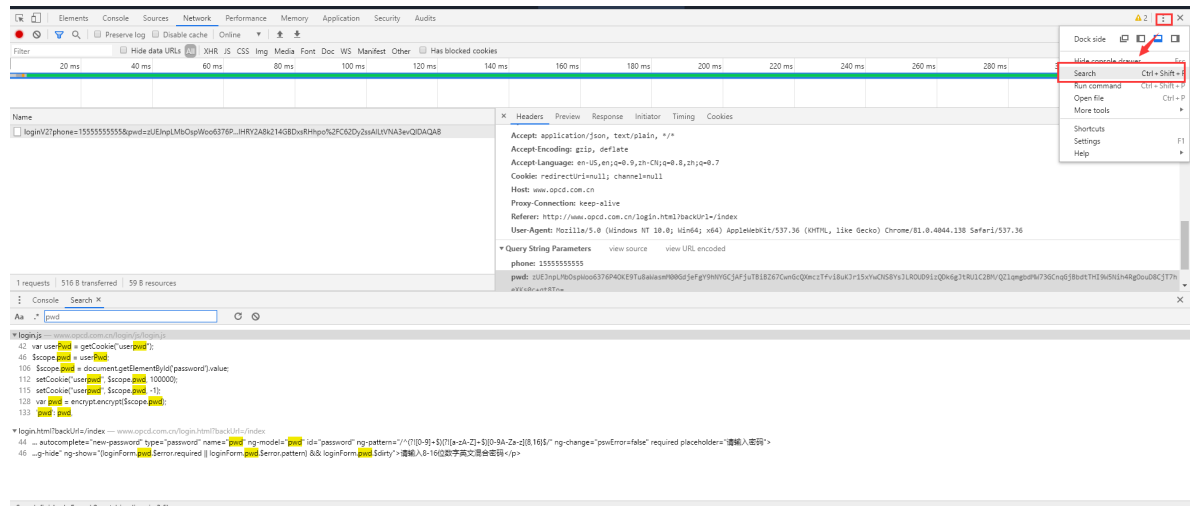 Elements Console Sources Network Performance Memory Application Security Audits 2
Preserve log Disable cache Online
Filter Hide data URLs All XHR JS CSS Img Media Font Doc WS Manifest Other Has blocked cookies
20 ms 40 ms 60 ms 80 ms 100 ms 120 ms 140 ms 160 ms 180 ms 200 ms 220 ms 240 ms 260 ms 280 ms
Dock side
Hide console drawer Esc
Search Ctrl + Shift + F
Run command Ctrl + Shift + P
Open file Ctrl + P
More tools
Shortcuts
Settings F1
Help
Name
loginV2?phone=15555555555&pwd=zUEJnpLMbOspWoo6376P...IHRY2A8k214GBDxsRHhpo%2FC62Dy2ssAILtVNA3evQIDAQAB
Headers Preview Response Initiator Timing Cookies
Accept: application/json, text/plain, */*
Accept-Encoding: gzip, deflate
Accept-Language: en-US,en;q=0.9,zh-CN;q=0.8,zh;q=0.7
Cookie: redirectUri=null; channel=null
Host: www.opcd.com.cn
Proxy-Connection: keep-alive
Referer: http://www.opcd.com.cn/login.html?backUrl=/index
User-Agent: Mozilla/5.0 (Windows NT 10.0; Win64; x64) AppleWebKit/537.36 (KHTML, like Gecko) Chrome/81.0.4044.138 Safari/537.36
Query String Parameters view source view URL encoded
phone: 15555555555
pwd:
1 requests 516 B transferred 59 B resources
Console Search ×
Aa .* pwd
login.js — www.opcd.com.cn/login/js/login.js
42 var userPwd = getCookie("userpwd");
46 $scope.pwd = userPwd;
106 $scope.pwd = document.getElementById('password').value;
112 setCookie("userpwd", $scope.pwd, 100000);
115 setCookie("userpwd", $scope.pwd, -1);
128 var pwd = encrypt.encrypt($scope.pwd);
133 'pwd': pwd,
login.html?backUrl=/index — www.opcd.com.cn/login.html?backUrl=/index
44 ... autocomplete="new-password" type="password" name="pwd" ng-model="pwd" id="password" ng-pattern="/^(?![0-9]+$)(?![a-zA-Z]+$)[0-9A-Za-z]{8,16}$/" ng-change="pswError=false" required placeholder="请输入密码">
46 ...g-hide" ng-show="(loginForm.pwd.$error.required || loginForm.pwd.$error.pattern) && loginForm.pwd.$dirty">请输入8-16位数字英文混合密码</p>